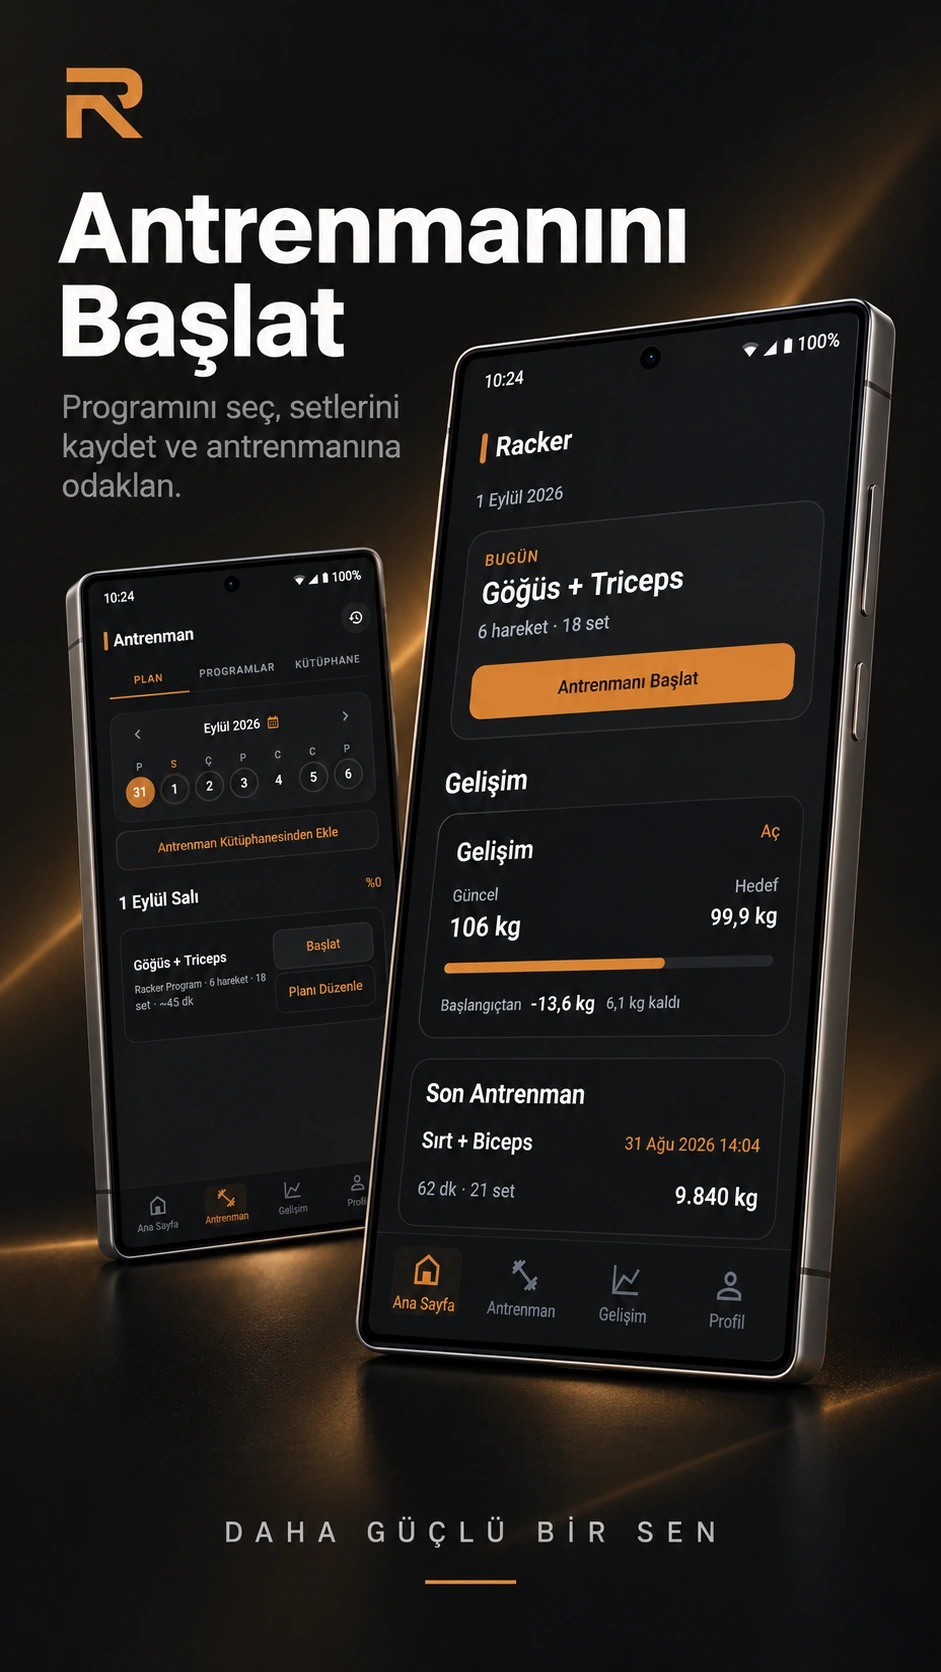 R
Antrenmanını
Başlat
Programını seç, setlerini
kaydet ve antrenmanına
odaklan.
10:24
100%
Antrenman
PLAN PROGRAMLAR KÜTÜPHANE
Eylül 2026
P S Ç P C C P
31 1 2 3 4 5 6
Antrenman Kütüphanesinden Ekle
1 Eylül Salı
%0
Göğüs + Triceps
Racker Program · 6 hareket · 18
set · ~45 dk
Başlat
Planı Düzenle
Ana Sayfa
Antrenman
Gelişim
Profi
10:24
100%
Racker
1 Eylül 2026
BUGÜN
Göğüs + Triceps
6 hareket · 18 set
Antrenmanı Başlat
Gelişim
Gelişim
Aç
Güncel
106 kg
Hedef
99,9 kg
Başlangıçtan -13,6 kg 6,1 kg kaldı
Son Antrenman
Sırt + Biceps
31 Ağu 2026 14:04
62 dk · 21 set
9.840 kg
Ana Sayfa
Antrenman
Gelişim
Profil
DAHA GÜÇLÜ BİR SEN